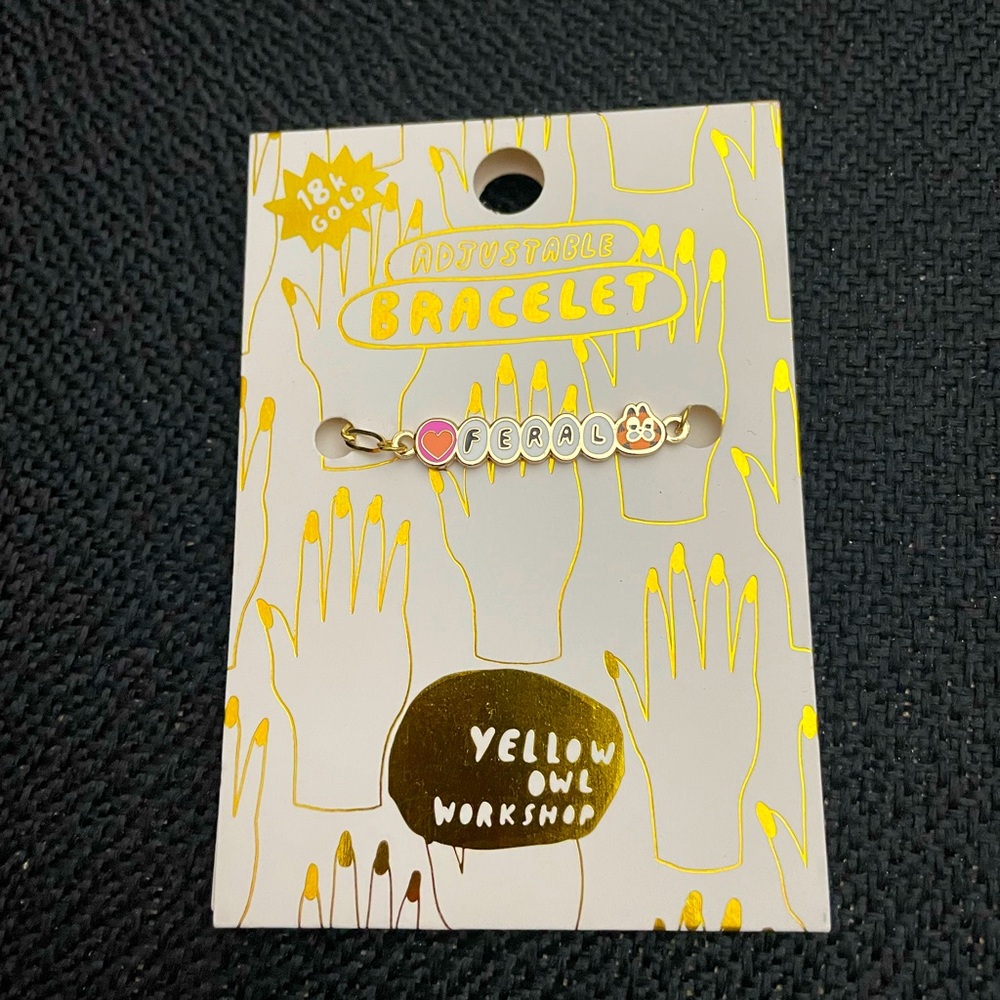 18k
GOLD
ADJUSTABLE
BRACELET
FERAL
YELLOW
OWL
WORKSHOP